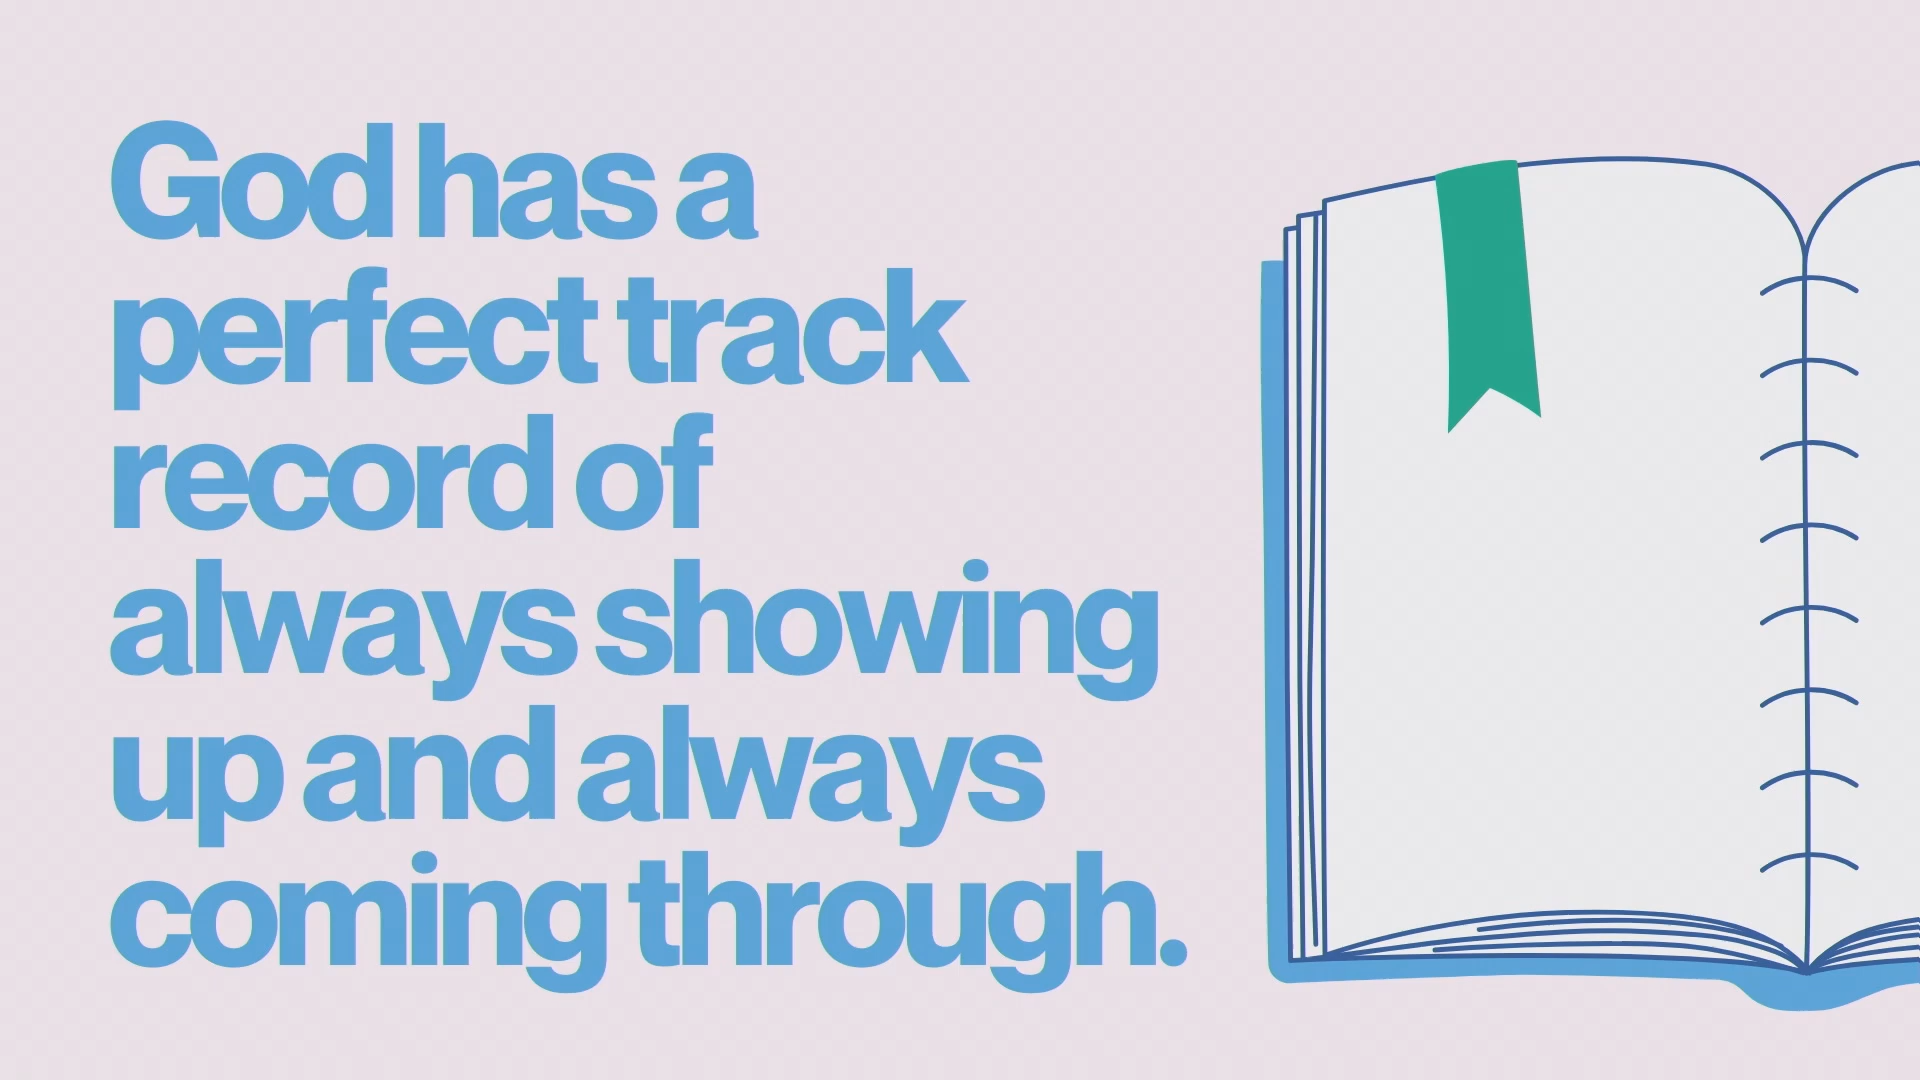 God has a
perfect track
record of
always showing
up and always
coming through.